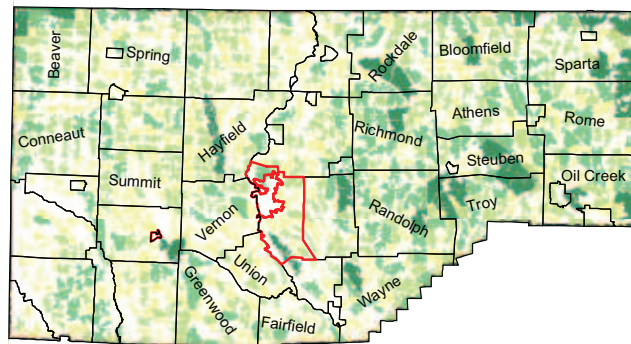 Beaver
Spring
Rockdale
Bloomfield
Sparta
Conneaut
Hayfield
Richmond
Athens
Rome
Summit
Steuben
Oil Creek
Vernon
Randolph
Troy
Union
Greenwood
Wayne
Fairfield